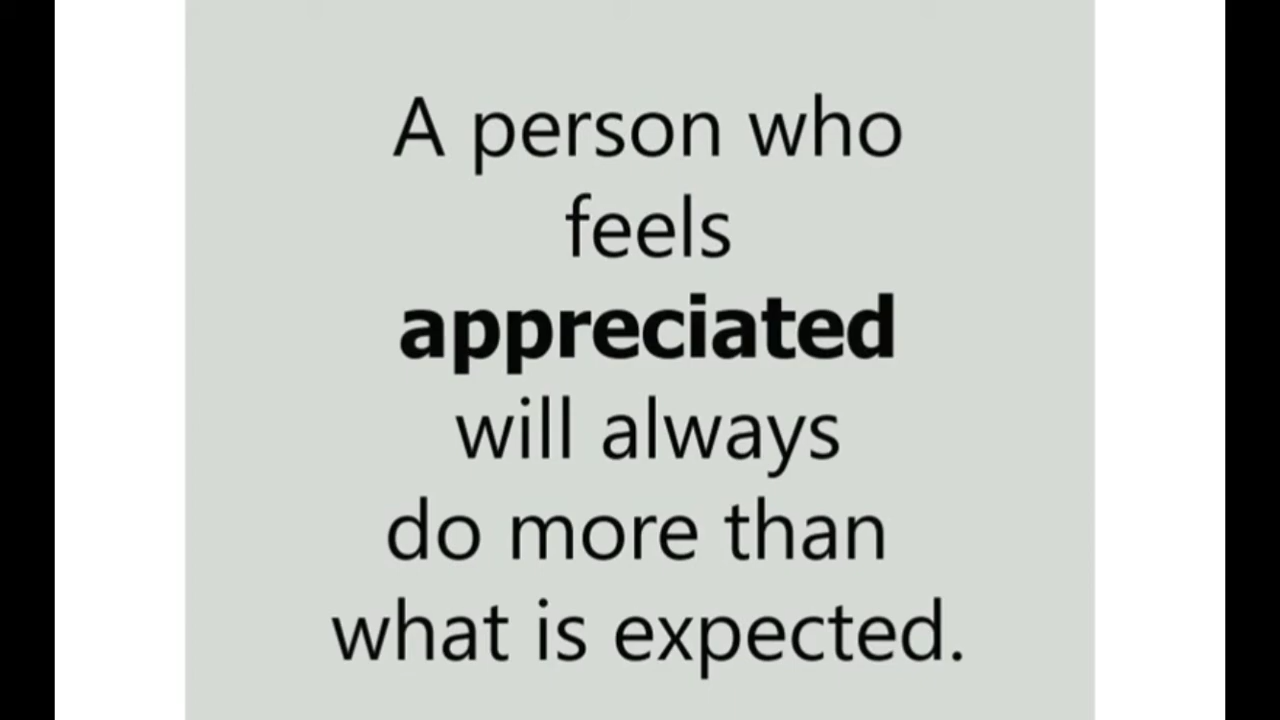 A person who
feels
appreciated
will always
do more than
what is expected.